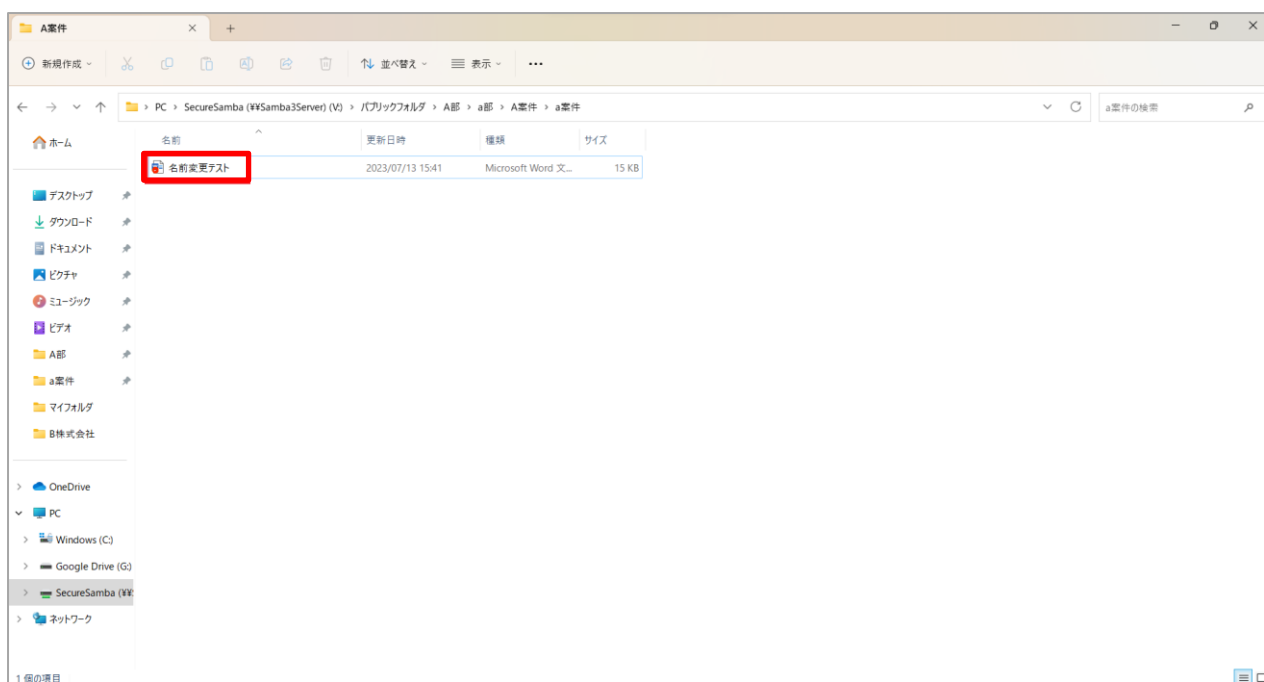 A案件
新規作成 並べ替え 表示 ...
PC > SecureSamba (¥¥Samba3Server) (V:) > パブリックフォルダ > A部 > a部 > A案件 > a案件
a案件の検索
名前 更新日時 種類 サイズ
名前変更テスト 2023/07/13 15:41 Microsoft Word 文... 15 KB
ホーム
デスクトップ
ダウンロード
ドキュメント
ピクチャ
ミュージック
ビデオ
A部
a案件
マイフォルダ
B株式会社
OneDrive
PC
Windows (C:)
Google Drive (G:)
SecureSamba (¥¥
ネットワーク
1 個の項目